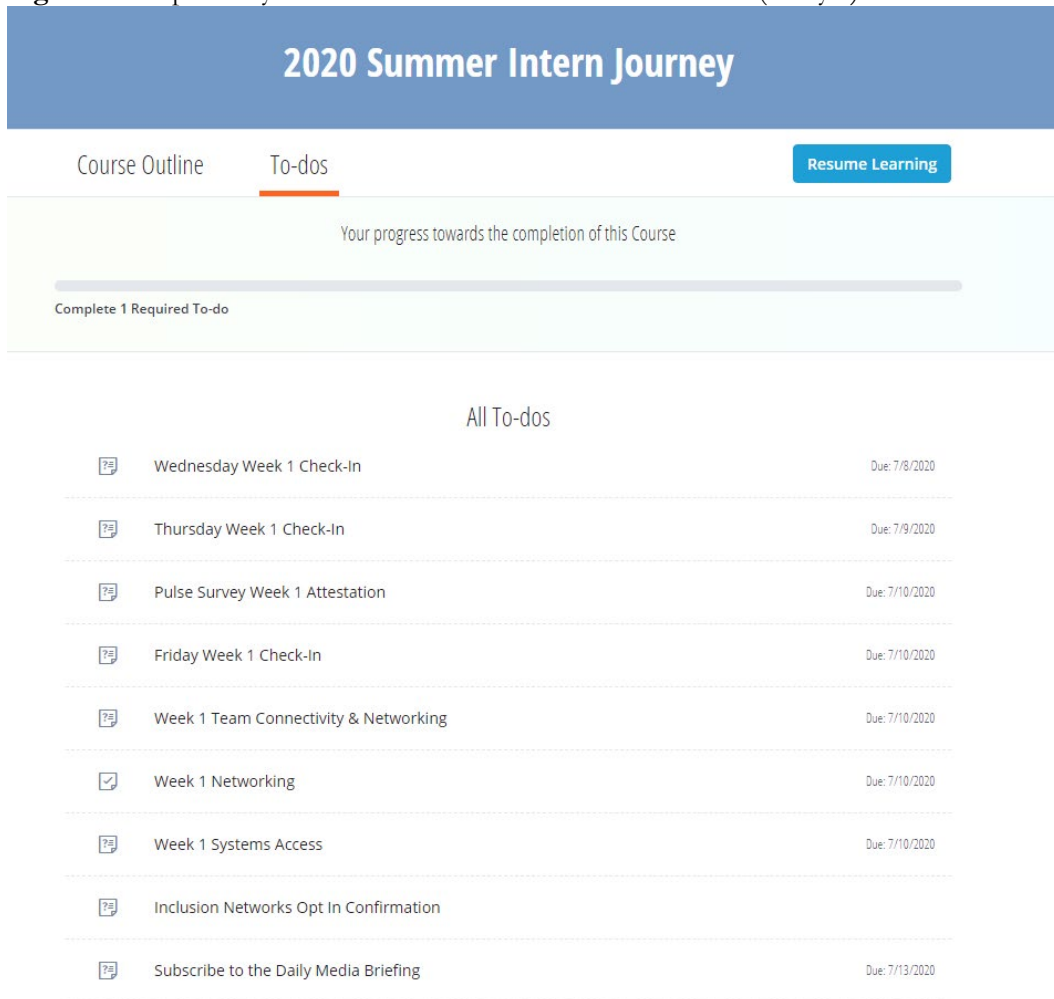 2020 Summer Intern Journey
Course Outline To-dos Resume Learning
Your progress towards the completion of this Course
Complete 1 Required To-do
All To-dos
Wednesday Week 1 Check-In Due: 7/8/2020
Thursday Week 1 Check-In Due: 7/9/2020
Pulse Survey Week 1 Attestation Due: 7/10/2020
Friday Week 1 Check-In Due: 7/10/2020
Week 1 Team Connectivity & Networking Due: 7/10/2020
Week 1 Networking Due: 7/10/2020
Week 1 Systems Access Due: 7/10/2020
Inclusion Networks Opt In Confirmation
Subscribe to the Daily Media Briefing Due: 7/13/2020